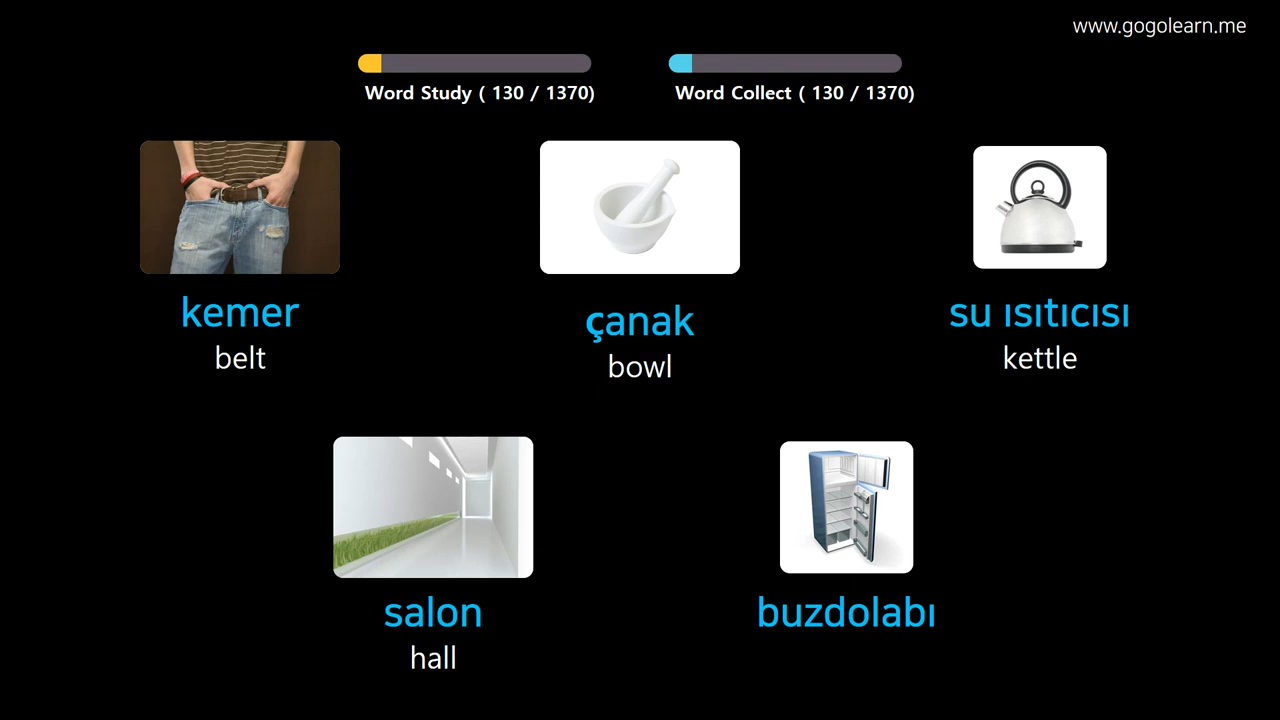 www.gogolearn.me
Word Study ( 130 / 1370)
Word Collect ( 130 / 1370)
kemer
belt
çanak
bowl
su ısıtıcısı
kettle
salon
hall
buzdolabı